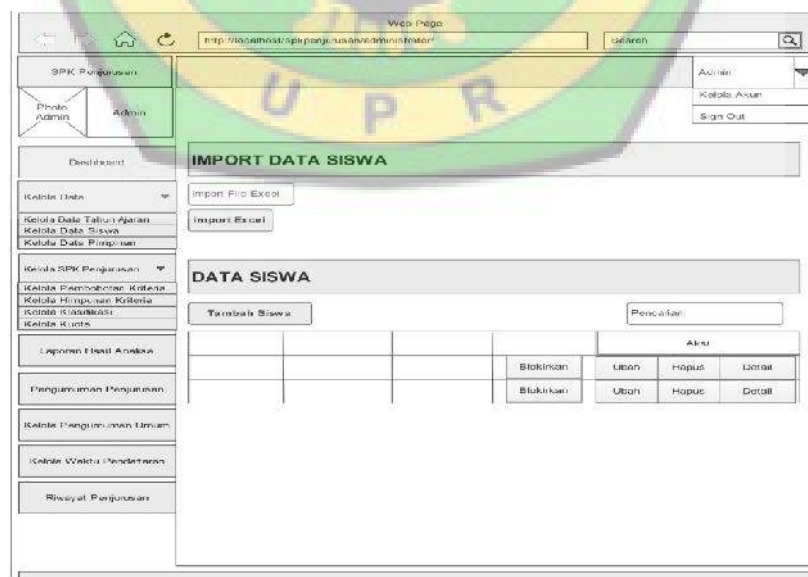 Web Page
http://localhost/spkpenjurusan/administrator/
Search
SPK Penjurusan
Admin
Kelola Akun
Sign Out
Photo
Admin
Admin
UPR
Dashboard
IMPORT DATA SISWA
Kelola Data
Import File Excel
Kelola Data Tahun Ajaran
Kelola Data Siswa
Kelola Data Pimpinan
Import Excel
Kelola SPK Penjurusan
DATA SISWA
Kelola Pembobotan Kriteria
Kelola Himpunan Kriteria
Kelola Klasifikasi
Kelola Kuota
Tambah Siswa
Pencarian
Laporan Hasil Analisa
Aksi
Blokirkan Ubah Hapus Detail
Blokirkan Ubah Hapus Detail
Pengumuman Penjurusan
Kelola Pengumuman Umum
Kelola Waktu Pendaftaran
Riwayat Penjurusan